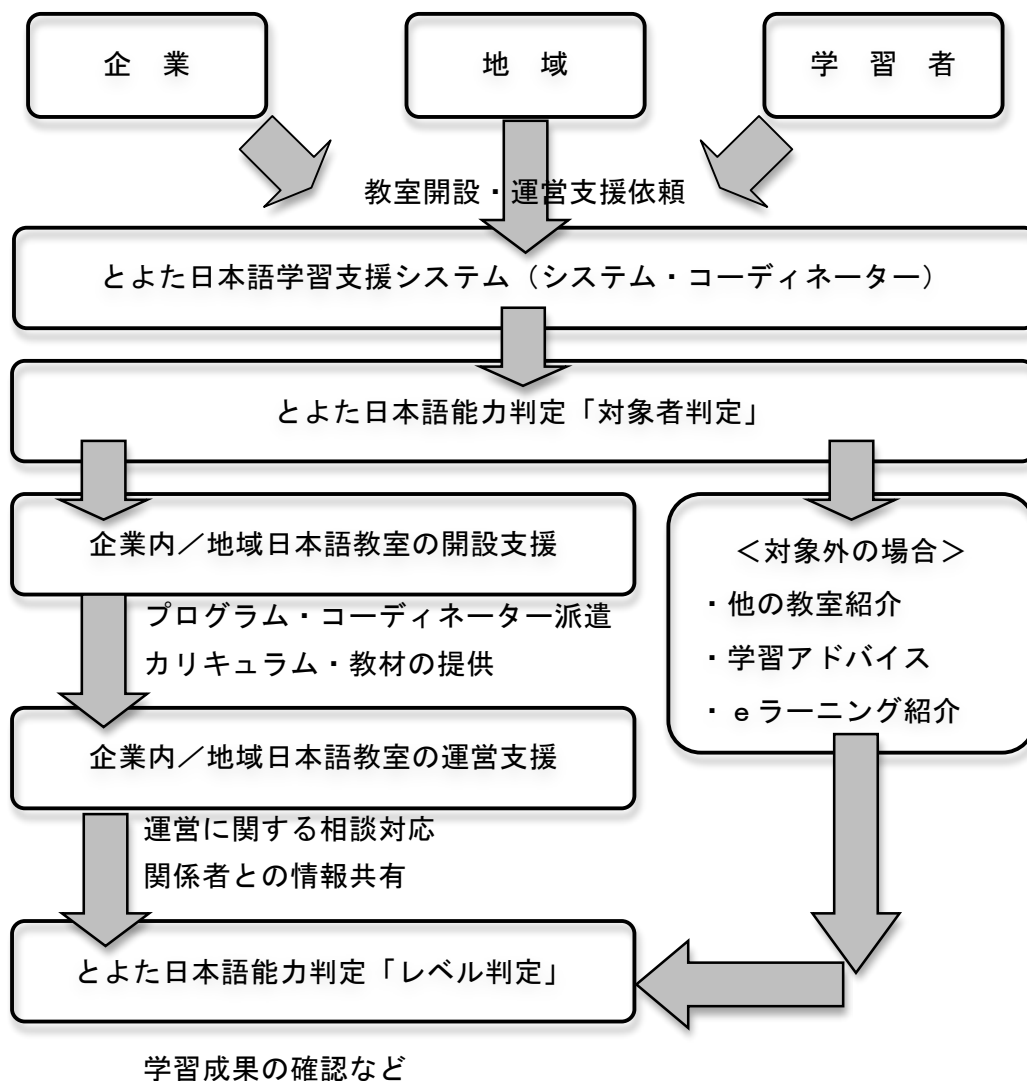 企　業
地　域
学　習　者
教室開設・運営支援依頼
とよた日本語学習支援システム（システム・コーディネーター）
とよた日本語能力判定「対象者判定」
企業内／地域日本語教室の開設支援
プログラム・コーディネーター派遣
カリキュラム・教材の提供
＜対象外の場合＞
・他の教室紹介
・学習アドバイス
・ｅラーニング紹介
企業内／地域日本語教室の運営支援
運営に関する相談対応
関係者との情報共有
とよた日本語能力判定「レベル判定」
学習成果の確認など